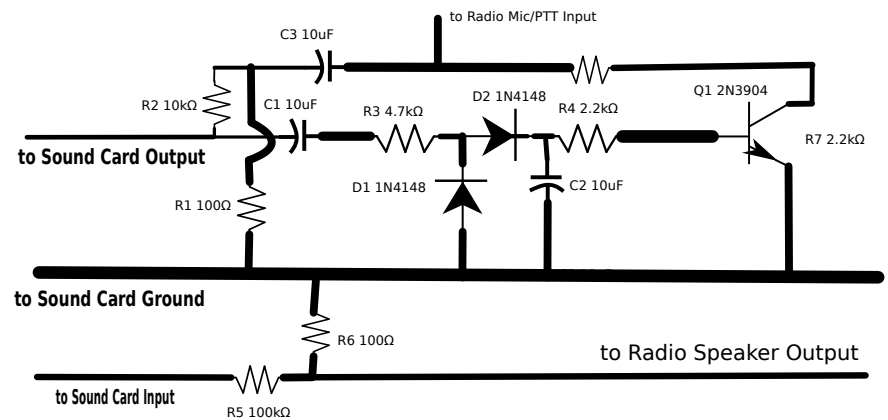 to Radio Mic/PTT Input
C3 10uF
D2 1N4148
Q1 2N3904
R2 10kΩ
C1 10uF
R3 4.7kΩ
R4 2.2kΩ
R7 2.2kΩ
to Sound Card Output
D1 1N4148
C2 10uF
R1 100Ω
to Sound Card Ground
R6 100Ω
to Radio Speaker Output
to Sound Card Input
R5 100kΩ